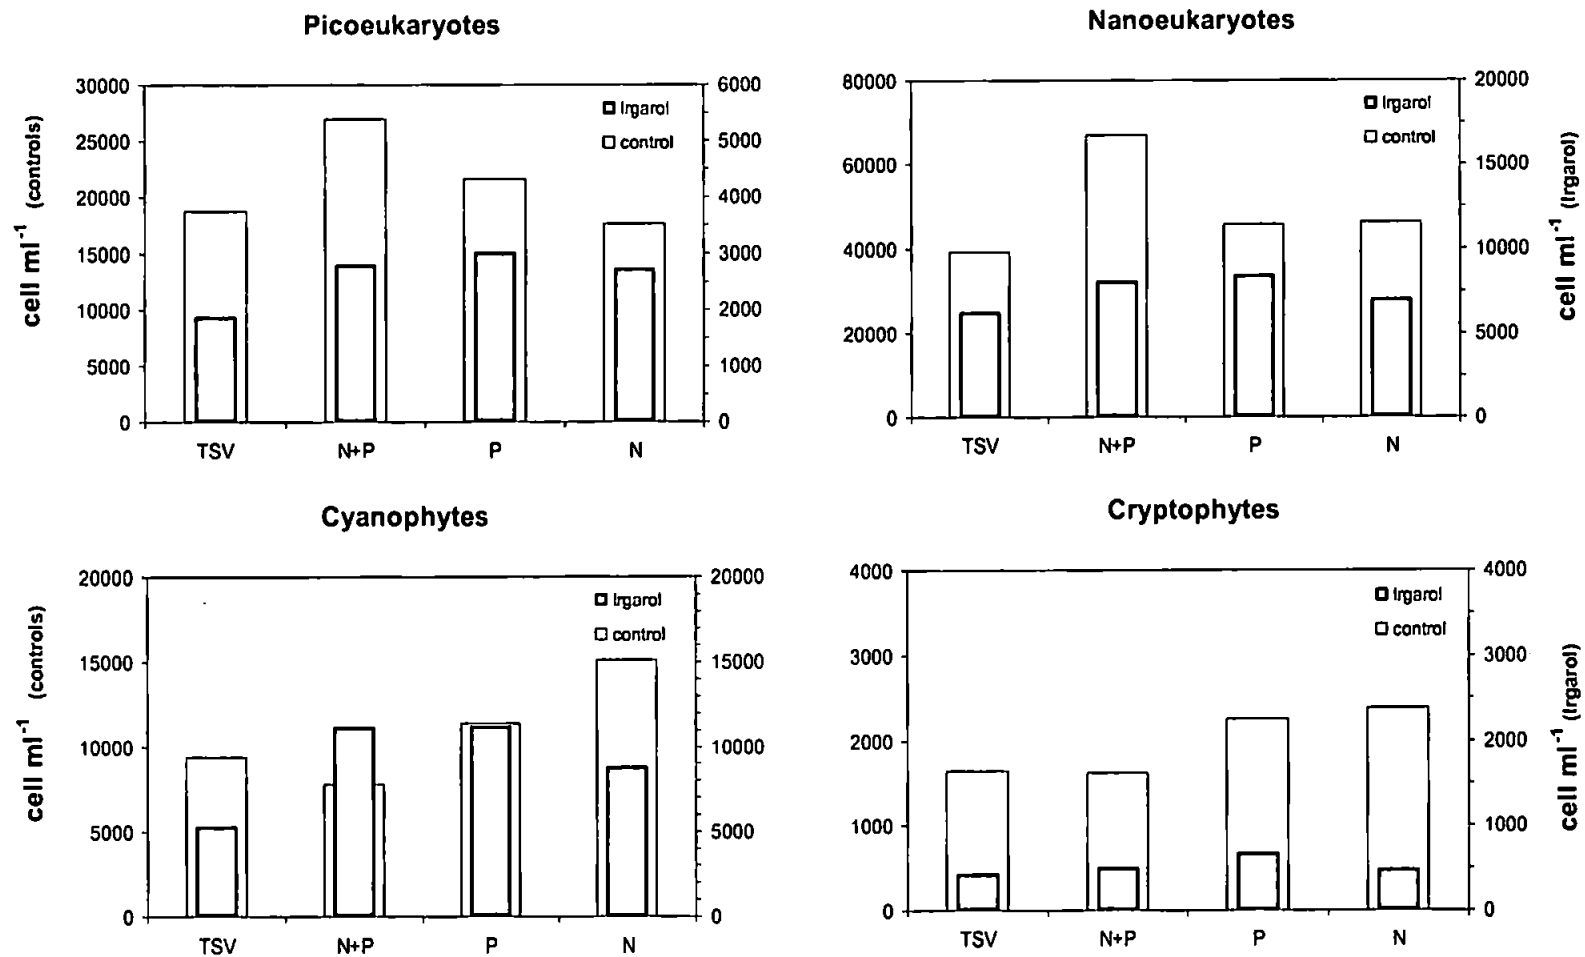 Picoeukaryotes
30000
25000
20000
15000
10000
5000
0
6000
5000
4000
3000
2000
1000
0
cell ml-1 (controls)
Irgarol
control
TSV N+P P N
Nanoeukaryotes
80000
60000
40000
20000
0
20000
15000
10000
5000
0
cell ml-1 (Irgarol)
Irgarol
control
TSV N+P P N
Cyanophytes
20000
15000
10000
5000
0
20000
15000
10000
5000
0
cell ml-1 (controls)
Irgarol
control
TSV N+P P N
Cryptophytes
4000
3000
2000
1000
0
4000
3000
2000
1000
0
cell ml-1 (Irgarol)
Irgarol
control
TSV N+P P N